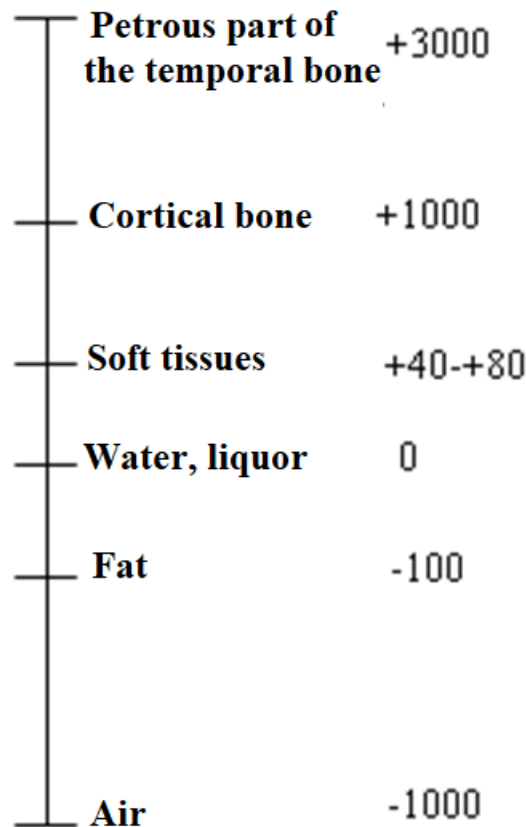 Petrous part of
the temporal bone +3000
Cortical bone +1000
Soft tissues +40-+80
Water, liquor 0
Fat -100
Air -1000